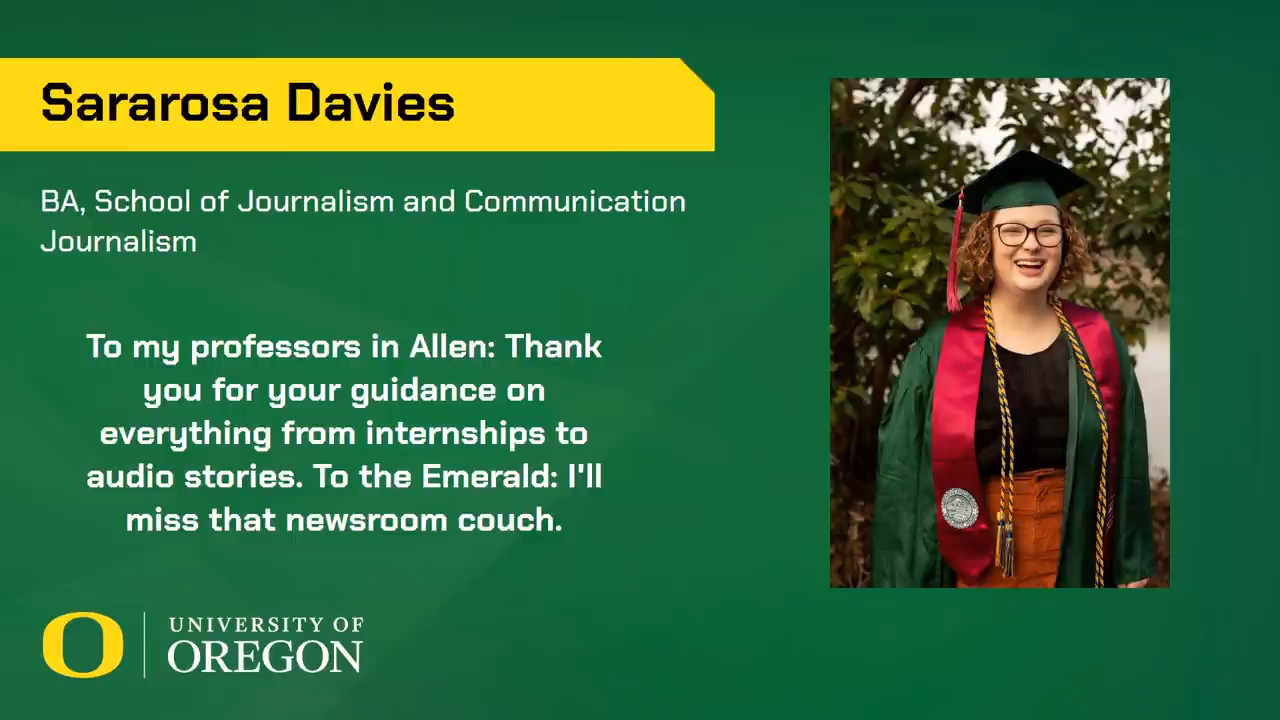 Sararosa Davies
BA, School of Journalism and Communication
Journalism
To my professors in Allen: Thank
you for your guidance on
everything from internships to
audio stories. To the Emerald: I'll
miss that newsroom couch.
UNIVERSITY OF
OREGON